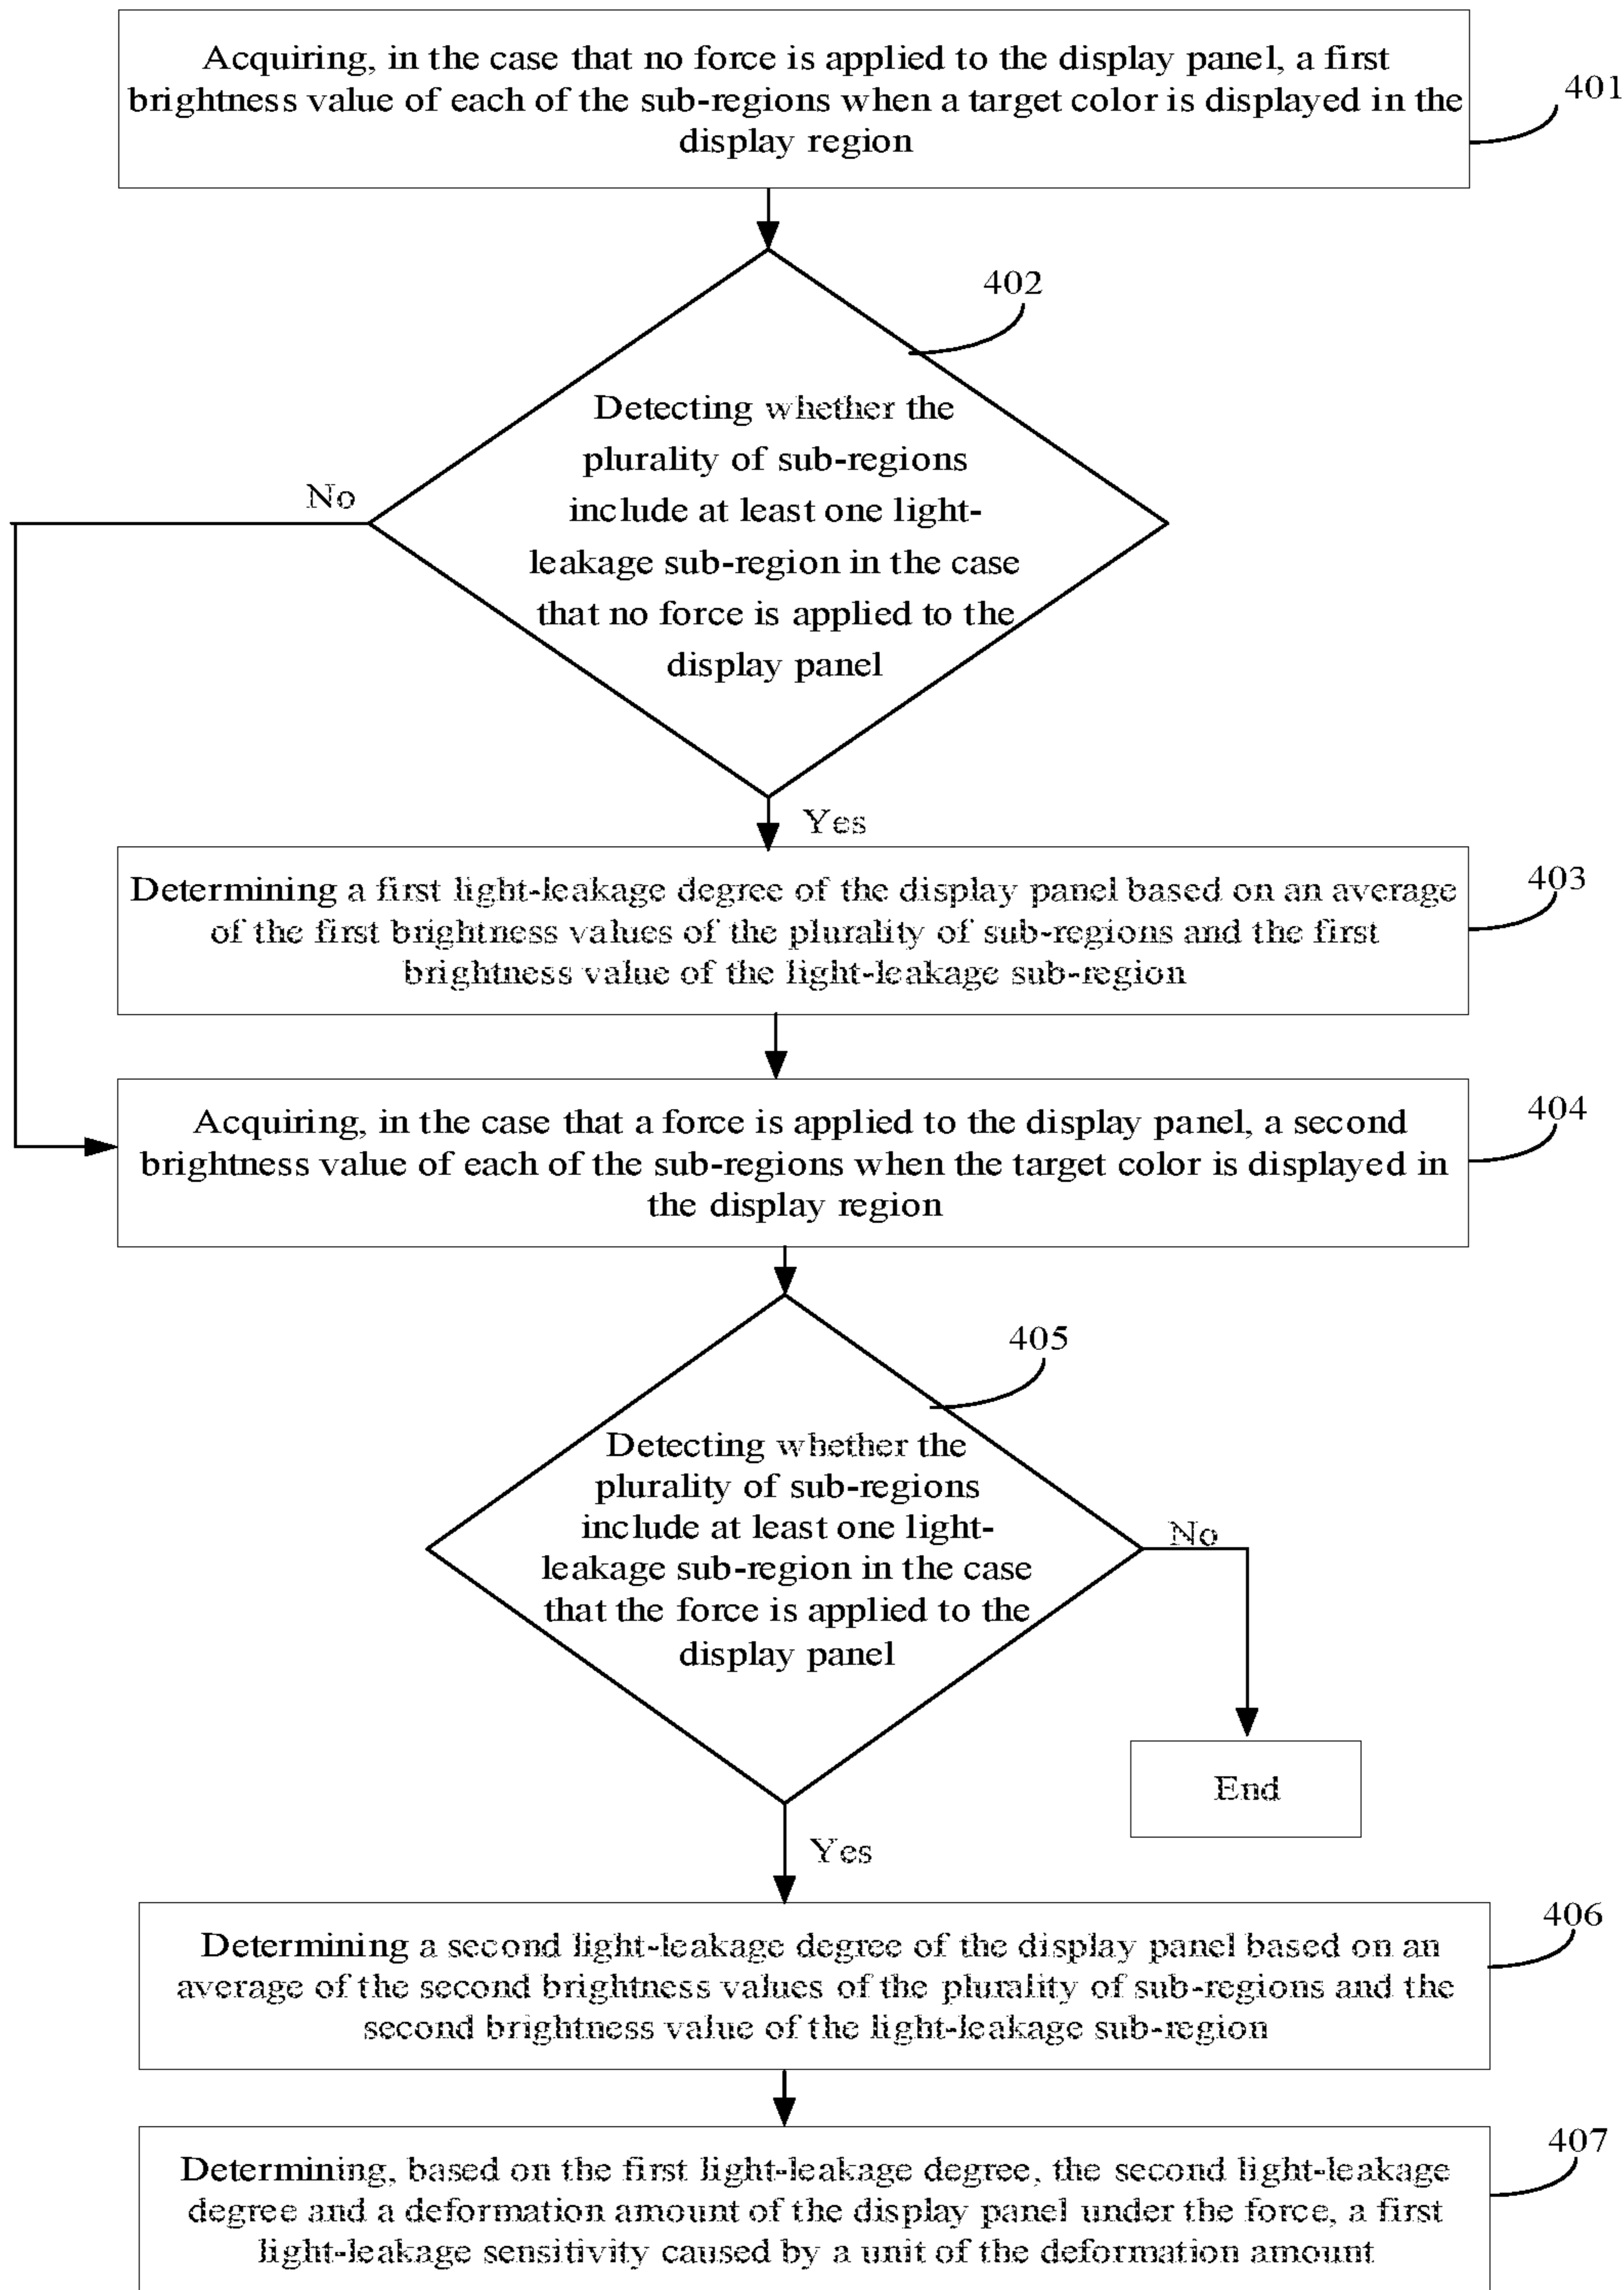 Acquiring, in the case that no force is applied to the display panel, a first
brightness value of each of the sub-regions when a target color is displayed in the
display region
401
402
Detecting whether the
plurality of sub-regions
include at least one light-
leakage sub-region in the case
that no force is applied to the
display panel
No
Yes
Determining a first light-leakage degree of the display panel based on an average
of the first brightness values of the plurality of sub-regions and the first
brightness value of the light-leakage sub-region
403
Acquiring, in the case that a force is applied to the display panel, a second
brightness value of each of the sub-regions when the target color is displayed in
the display region
404
405
Detecting whether the
plurality of sub-regions
include at least one light-
leakage sub-region in the case
that the force is applied to the
display panel
No
End
Yes
Determining a second light-leakage degree of the display panel based on an
average of the second brightness values of the plurality of sub-regions and the
second brightness value of the light-leakage sub-region
406
Determining, based on the first light-leakage degree, the second light-leakage
degree and a deformation amount of the display panel under the force, a first
light-leakage sensitivity caused by a unit of the deformation amount
407